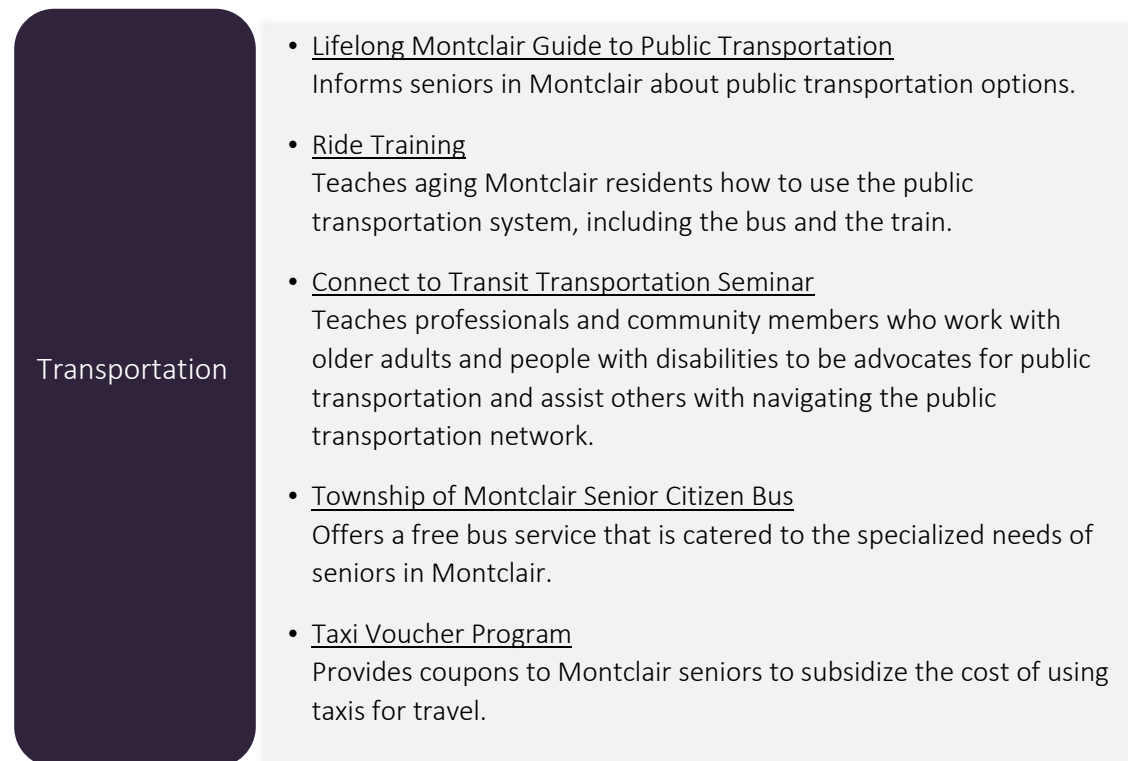 Transportation
• Lifelong Montclair Guide to Public Transportation
Informs seniors in Montclair about public transportation options.
• Ride Training
Teaches aging Montclair residents how to use the public
transportation system, including the bus and the train.
• Connect to Transit Transportation Seminar
Teaches professionals and community members who work with
older adults and people with disabilities to be advocates for public
transportation and assist others with navigating the public
transportation network.
• Township of Montclair Senior Citizen Bus
Offers a free bus service that is catered to the specialized needs of
seniors in Montclair.
• Taxi Voucher Program
Provides coupons to Montclair seniors to subsidize the cost of using
taxis for travel.